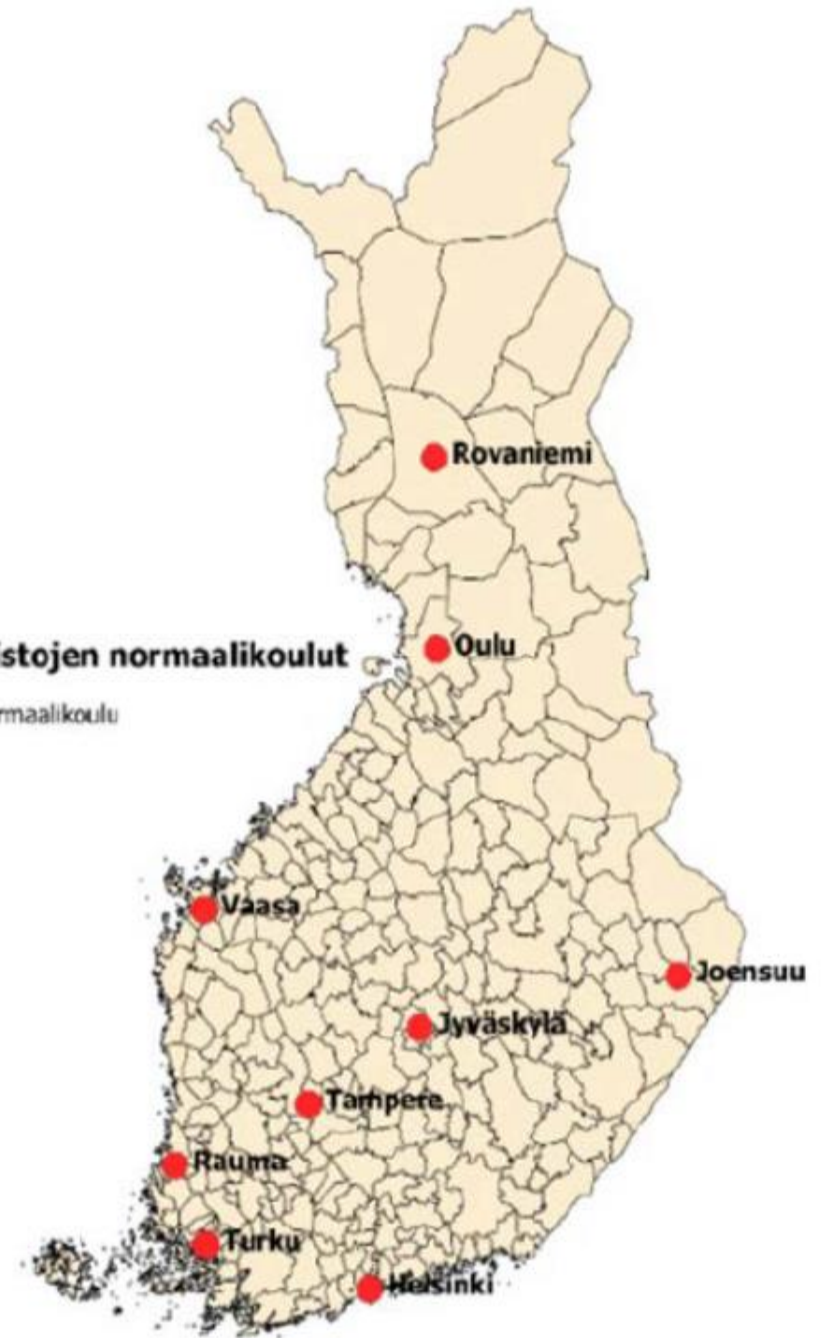 Rovaniemi
Oulu
stojen normaalikoulut
rmaalikoulu
Vaasa
Joensuu
Jyväskylä
Tampere
Rauma
Turku
Helsinki